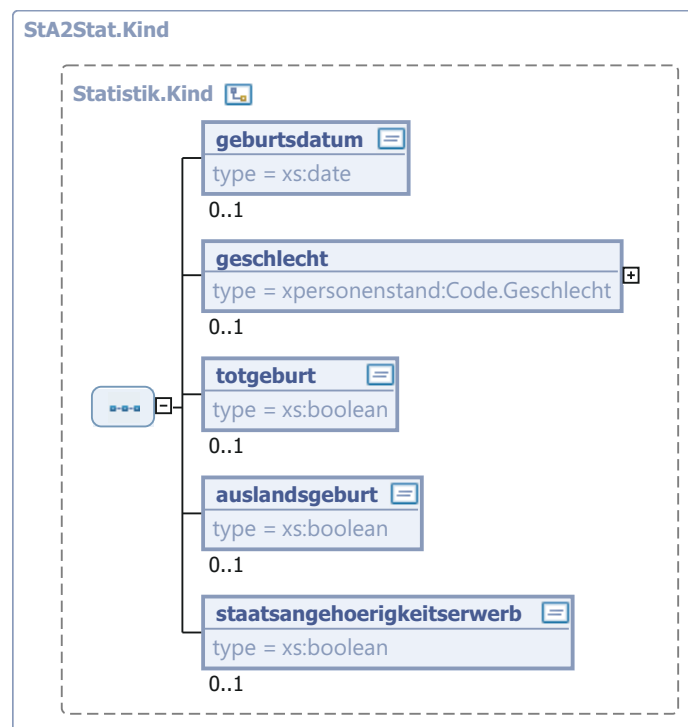 StA2Stat.Kind
Statistik.Kind
geburtsdatum
type = xs:date
0..1
geschlecht
type = xpersonenstand:Code.Geschlecht
0..1
totgeburt
type = xs:boolean
0..1
auslandsgeburt
type = xs:boolean
0..1
staatsangehoerigkeitserwerb
type = xs:boolean
0..1